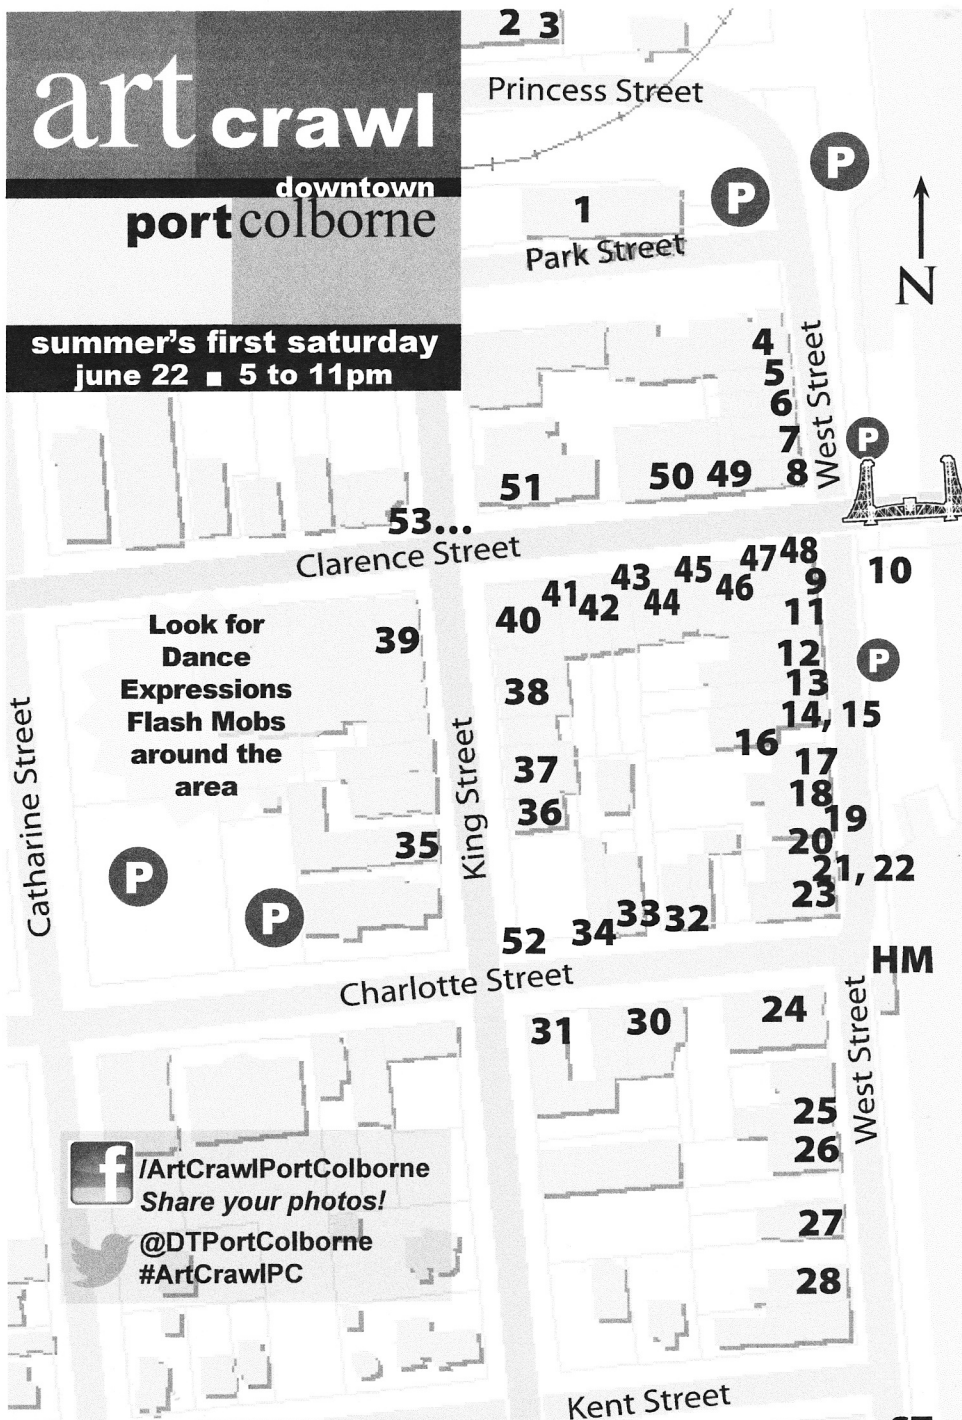 art crawl
downtown
portcolborne
summer's first saturday
june 22 ■ 5 to 11pm
2 3
Princess Street
P
P
1
Park Street
N
4
5
6
7
8
West Street
P
51
50 49
53...
Clarence Street
48
47
45
46
43
44
41
42
40
9
10
11
39
Look for
Dance
Expressions
Flash Mobs
around the
area
12
P
13
38
14, 15
16
17
37
18
36
19
20
35
21, 22
23
Catharine Street
King Street
P
P
33 32
34
52
HM
Charlotte Street
24
30
31
West Street
25
26
f
/ArtCrawlPortColborne
Share your photos!
@DTPortColborne
#ArtCrawlPC
27
28
Kent Street